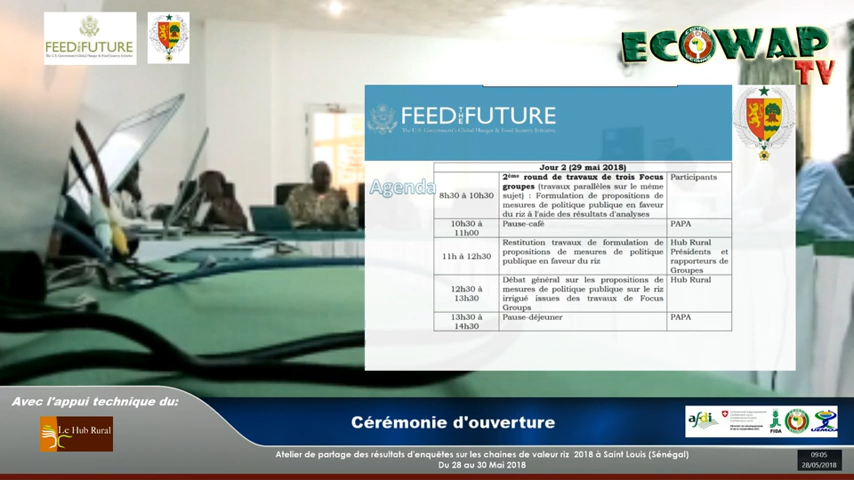 FEED THE FUTURE
The U.S. Government's Global Hunger & Food Security Initiative
ECOWAP
TV
FEED THE FUTURE
The U.S. Government's Global Hunger & Food Security Initiative
Agenda
Jour 2 (29 mai 2018)
8h30 à 10h30
2ème round de travaux de trois Focus
groupes (travaux parallèles sur le même
sujet) : Formulation de propositions de
mesures de politique publique en faveur
du riz à l'aide des résultats d'analyses
Participants
10h30 à
11h00
Pause-café
PAPA
11h à 12h30
Restitution travaux de formulation de
propositions de mesures de politique
publique en faveur du riz
Hub Rural
Présidents et
rapporteurs de
Groupes
12h30 à
13h30
Débat général sur les propositions de
mesures de politique publique sur le riz
irrigué issues des travaux de Focus
Groups
Hub Rural
13h30 à
14h30
Pause-déjeuner
PAPA
Avec l'appui technique du:
Le Hub Rural
Cérémonie d'ouverture
afdi
FIDA
UEMOA
Atelier de partage des résultats d'enquêtes sur les chaines de valeur riz 2018 à Saint Louis (Sénégal)
Du 28 au 30 Mai 2018
09:05
28/05/2018